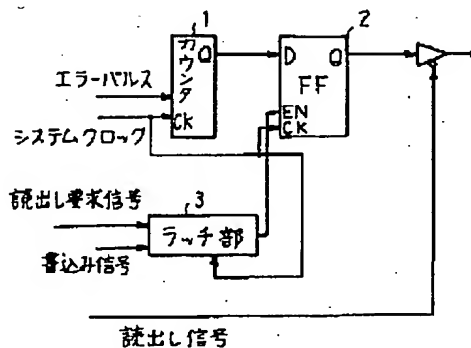 1
カウンタ
Q
CK
2
D
Q
FF
EN
CK
エラーパルス
システムクロック
3
読出し要求信号
ラッチ部
書込み信号
読出し信号